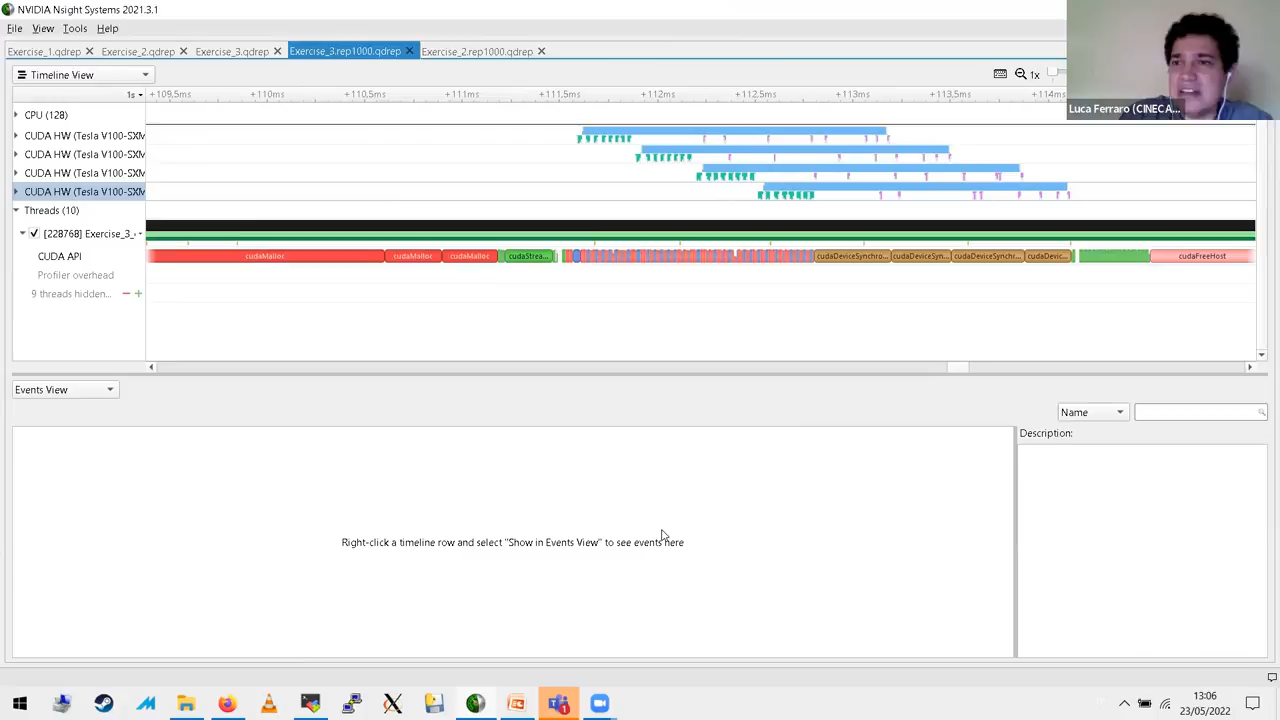 NVIDIA Nsight Systems 2021.3.1
File View Tools Help
Exercise_1.qdrep Exercise_2.qdrep Exercise_3.qdrep Exercise_3.rep1000.qdrep Exercise_2.rep1000.qdrep
Timeline View
1x
Luca Ferraro (CINECA...
1s +109,5ms +110ms +110,5ms +111ms +111,5ms +112ms +112,5ms +113ms +113,5ms +114ms
CPU (128)
CUDA HW (Tesla V100-SXM
CUDA HW (Tesla V100-SXM
CUDA HW (Tesla V100-SXM
CUDA HW (Tesla V100-SXM
Threads (10)
[228768] Exercise_3_
CUDA API cudaMalloc cudaMalloc cudaMalloc cudaStrea... cudaDeviceSynchro... cudaDeviceSyn... cudaDeviceSynchr... cudaDevic... cudaFreeHost
Profiler overhead
9 threads hidden...
Events View
Name
Description:
Right-click a timeline row and select "Show in Events View" to see events here
13:06
23/05/2022